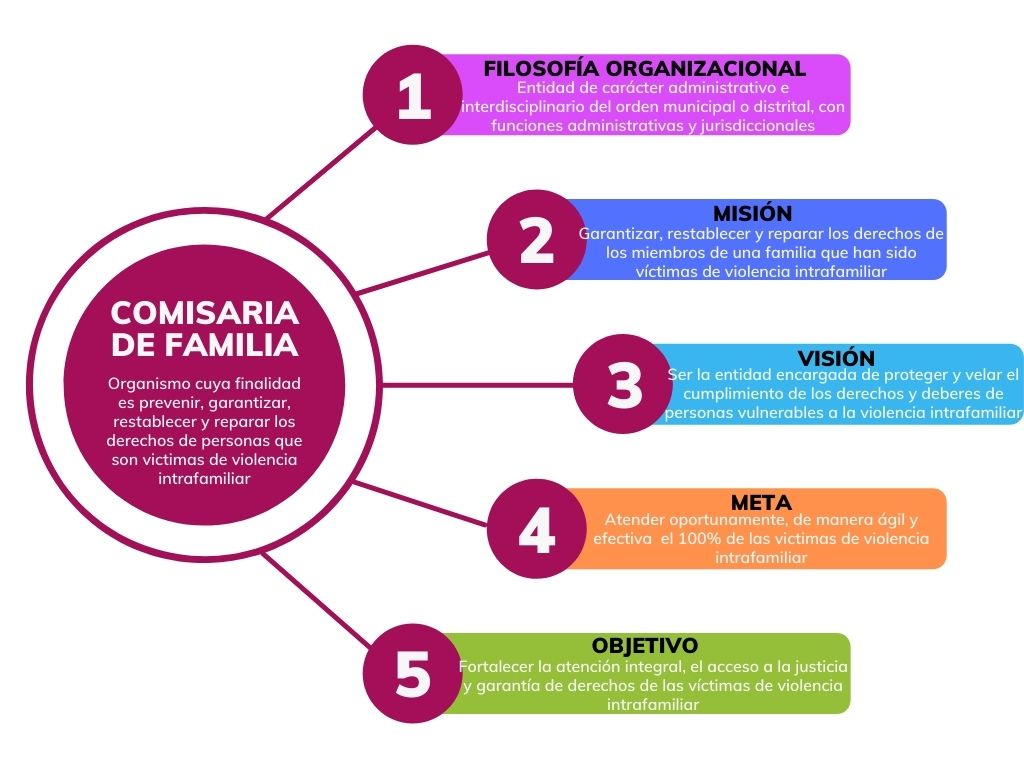 COMISARIA
DE FAMILIA
Organismo cuya finalidad
es prevenir, garantizar,
restablecer y reparar los
derechos de personas que
son victimas de violencia
intrafamiliar
1
FILOSOFÍA ORGANIZACIONAL
Entidad de carácter administrativo e
interdisciplinario del orden municipal o distrital, con
funciones administrativas y jurisdiccionales
2
MISIÓN
Garantizar, restablecer y reparar los derechos de
los miembros de una familia que han sido
víctimas de violencia intrafamiliar
3
VISIÓN
Ser la entidad encargada de proteger y velar el
cumplimiento de los derechos y deberes de
personas vulnerables a la violencia intrafamiliar
4
META
Atender oportunamente, de manera ágil y
efectiva el 100% de las victimas de violencia
intrafamiliar
5
OBJETIVO
Fortalecer la atención integral, el acceso a la justicia
y garantía de derechos de las víctimas de violencia
intrafamiliar